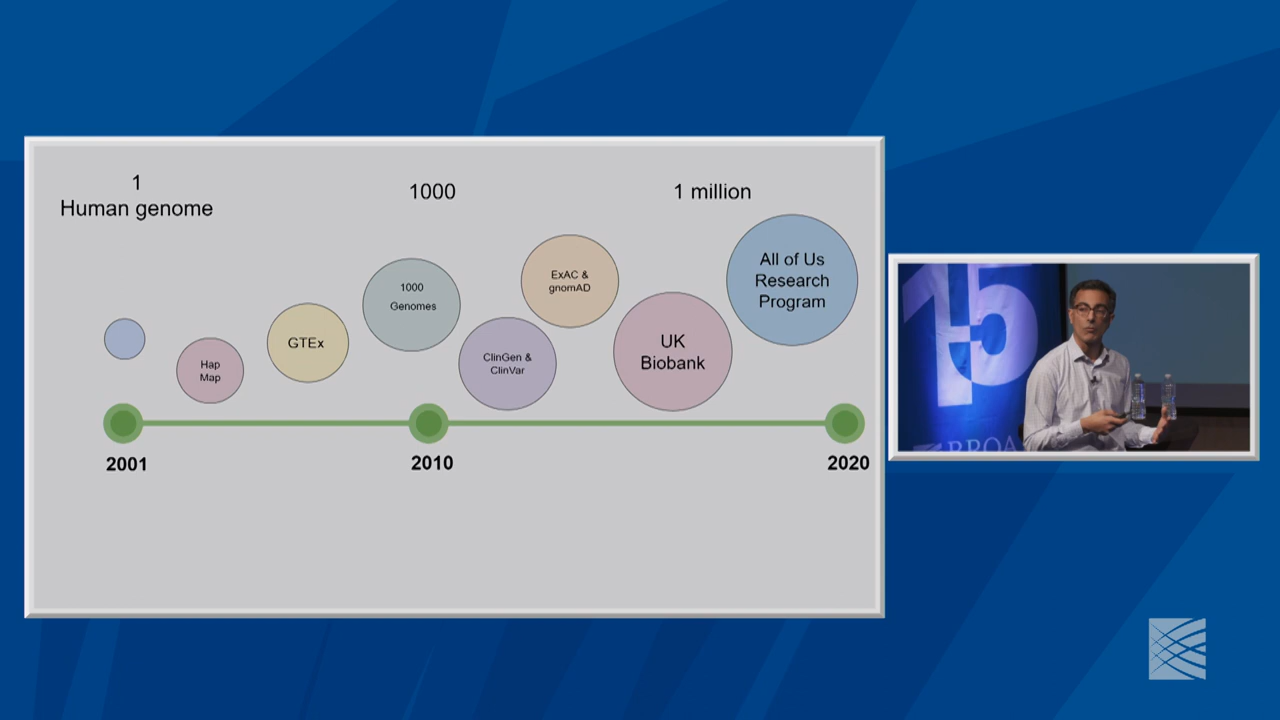 1
Human genome
1000
1 million
Hap
Map
GTEx
1000
Genomes
ClinGen &
ClinVar
ExAC &
gnomAD
UK
Biobank
All of Us
Research
Program
2001
2010
2020
15
BROA